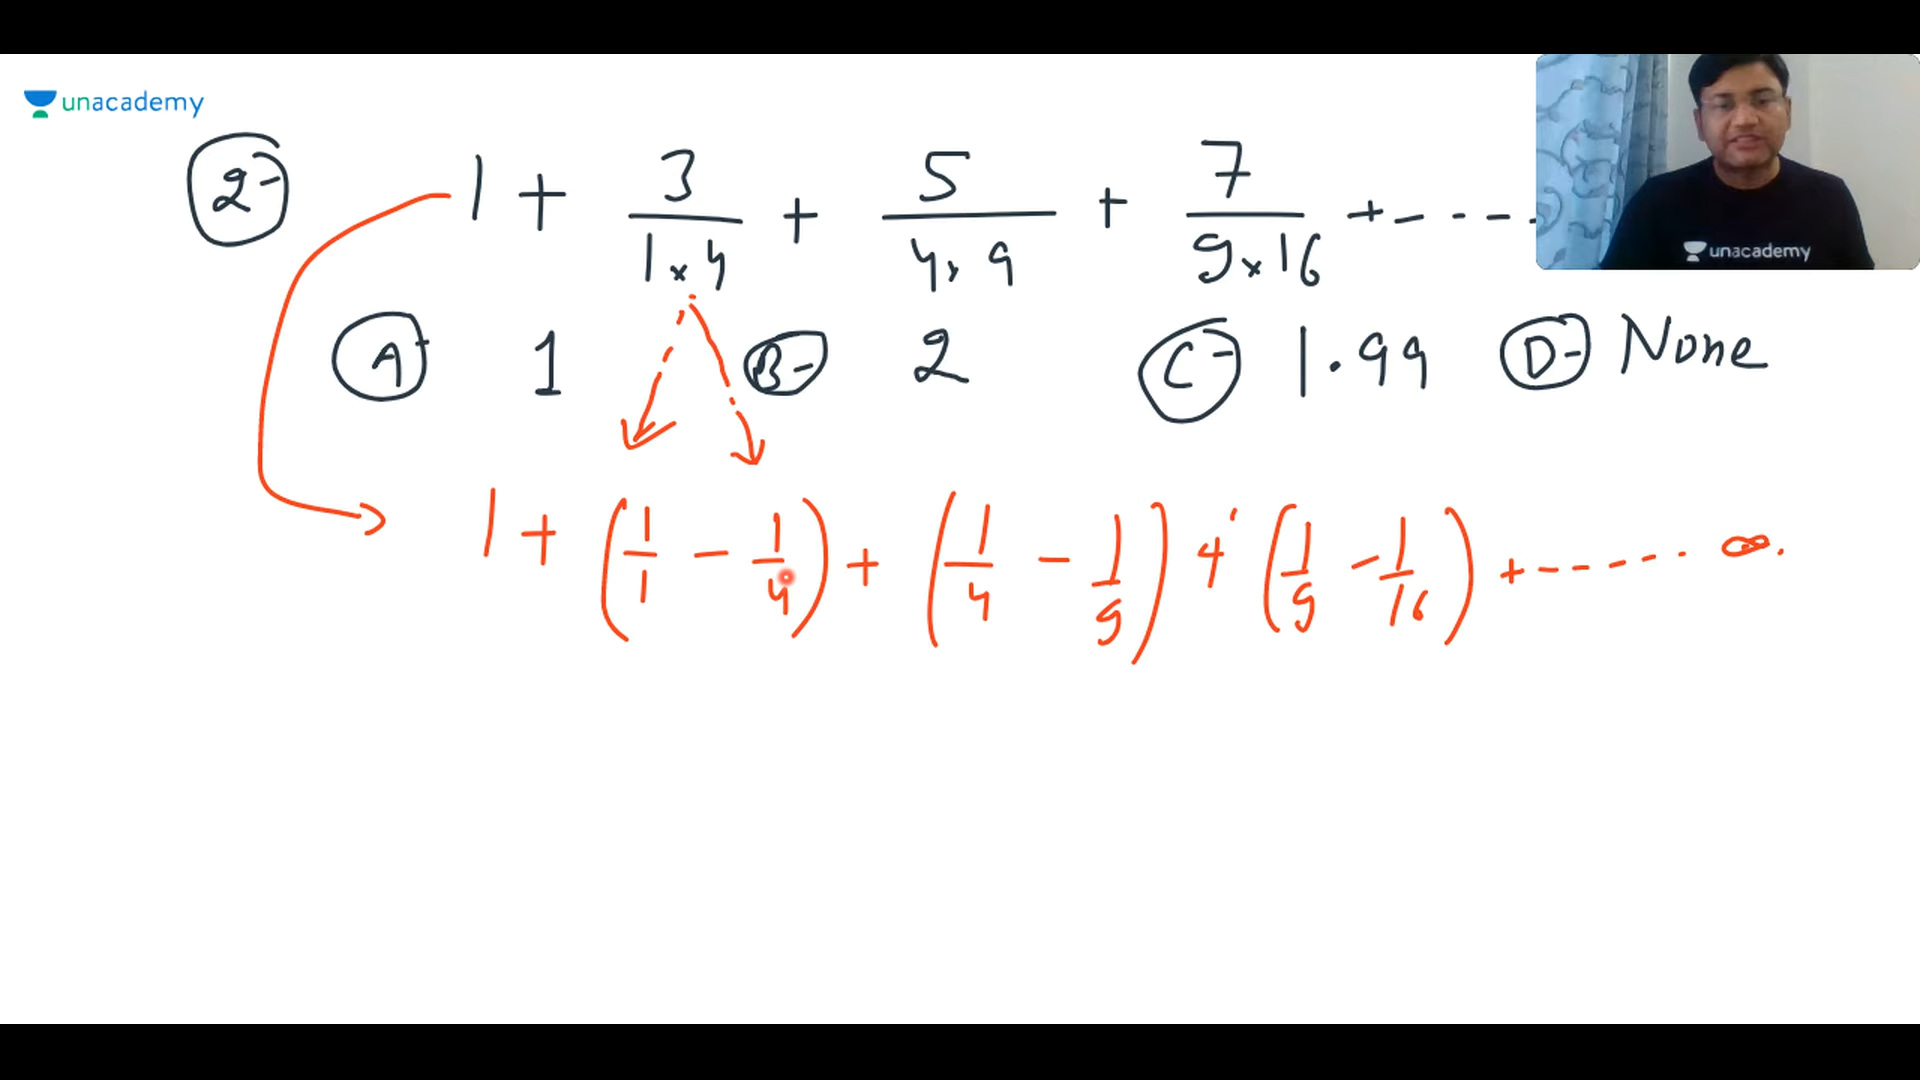 unacademy
2- 1 + 3/(1×4) + 5/(4×9) + 7/(9×16) + - - - -
unacademy
A- 1 B- 2 C- 1.99 D- None
1 + (1/1 - 1/4) + (1/4 - 1/9) + (1/9 - 1/16) + - - - - - ∞.